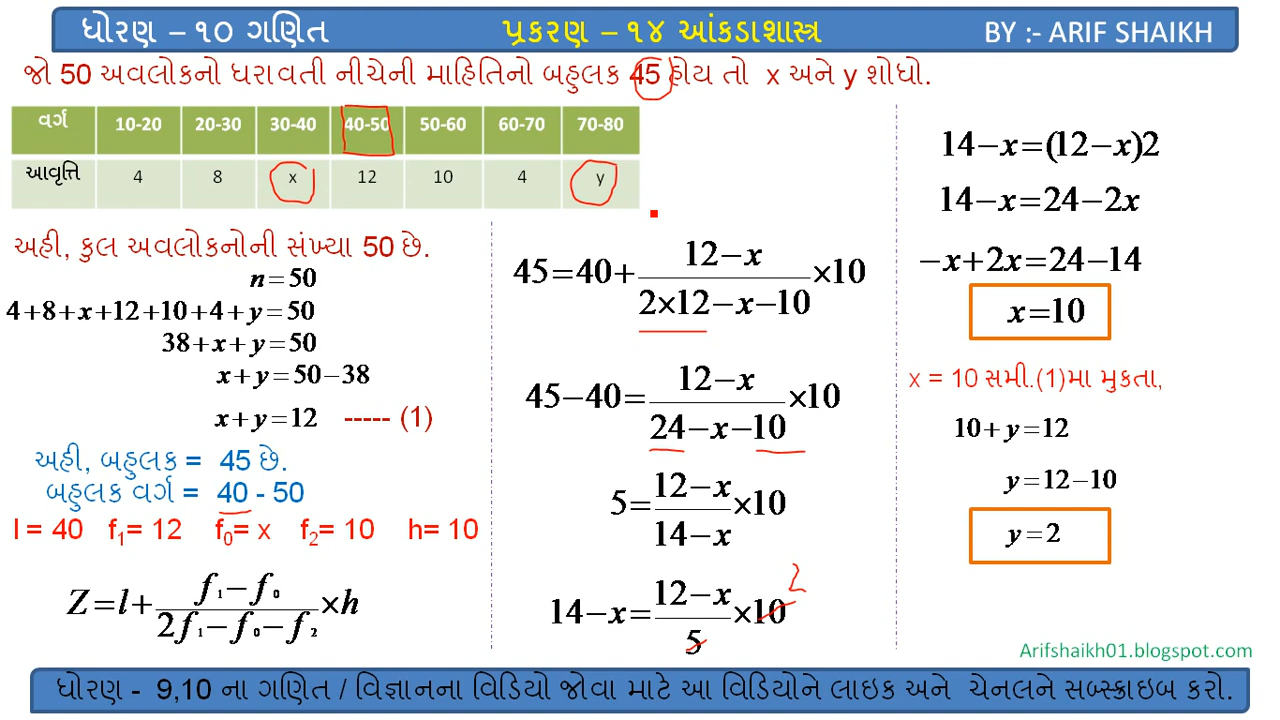 ધોરણ – ૧૦ ગણિત પ્રકરણ – ૧૪ આંકડાશાસ્ત્ર BY :- ARIF SHAIKH
જો 50 અવલોકનો ધરાવતી નીચેની માહિતિનો બહુલક 45 હોય તો x અને y શોધો.
વર્ગ 10-20 20-30 30-40 40-50 50-60 60-70 70-80
આવૃત્તિ 4 8 x 12 10 4 y
અહી, કુલ અવલોકનોની સંખ્યા 50 છે.
n=50
4+8+x+12+10+4+y=50
38+x+y=50
x+y=50−38
x+y=12 ----- (1)
અહી, બહુલક = 45 છે.
બહુલક વર્ગ = 40 - 50
l = 40 f₁= 12 f₀= x f₂= 10 h= 10
Z=l+(f₁−f₀)/(2f₁−f₀−f₂)×h
45=40+(12−x)/(2×12−x−10)×10
45−40=(12−x)/(24−x−10)×10
5=(12−x)/(14−x)×10
14−x=(12−x)/5×10 2
14−x=(12−x)2
14−x=24−2x
−x+2x=24−14
x=10
x = 10 સમી.(1)મા મુકતા,
10+y=12
y=12−10
y=2
Arifshaikh01.blogspot.com
ધોરણ - 9,10 ના ગણિત / વિજ્ઞાનના વિડિયો જોવા માટે આ વિડિયોને લાઇક અને ચેનલને સબ્સ્ક્રાઇબ કરો.